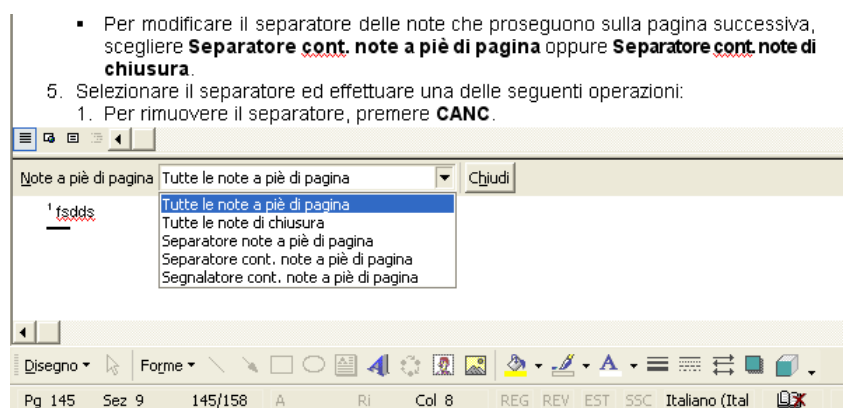 ▪ Per modificare il separatore delle note che proseguono sulla pagina successiva,
scegliere Separatore cont. note a piè di pagina oppure Separatore cont. note di
chiusura.
5. Selezionare il separatore ed effettuare una delle seguenti operazioni:
1. Per rimuovere il separatore, premere CANC.
Note a piè di pagina Tutte le note a piè di pagina Chiudi
1 fsdds
Tutte le note a piè di pagina
Tutte le note di chiusura
Separatore note a piè di pagina
Separatore cont. note a piè di pagina
Segnalatore cont. note a piè di pagina
Disegno Forme
Pg 145 Sez 9 145/158 A Ri Col 8 REG REV EST SSC Italiano (Ital